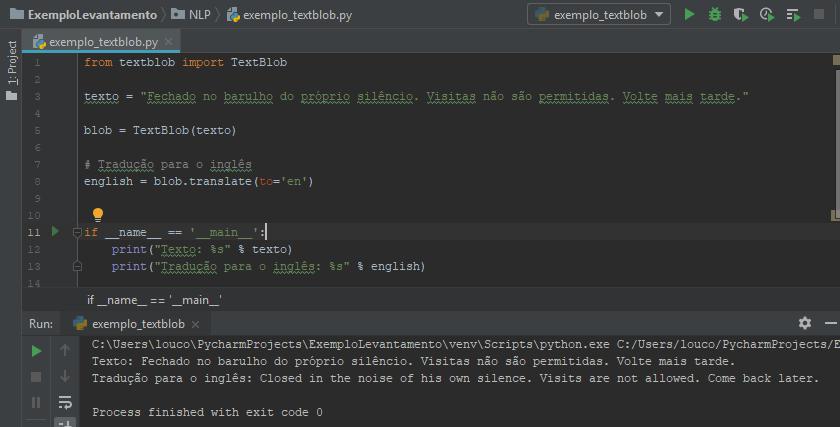 ExemploLevantamento NLP exemplo_textblob.py exemplo_textblob
exemplo_textblob.py
1: Project
1 from textblob import TextBlob
2
3 texto = "Fechado no barulho do próprio silêncio. Visitas não são permitidas. Volte mais tarde."
4
5 blob = TextBlob(texto)
6
7 # Tradução para o inglês
8 english = blob.translate(to='en')
9
10
11 if __name__ == '__main__':
12 print("Texto: %s" % texto)
13 print("Tradução para o inglês: %s" % english)
14
if __name__ == '__main__'
Run: exemplo_textblob
C:\Users\louco\PycharmProjects\ExemploLevantamento\venv\Scripts\python.exe C:/Users/louco/PycharmProjects/E
Texto: Fechado no barulho do próprio silêncio. Visitas não são permitidas. Volte mais tarde.
Tradução para o inglês: Closed in the noise of his own silence. Visits are not allowed. Come back later.
Process finished with exit code 0